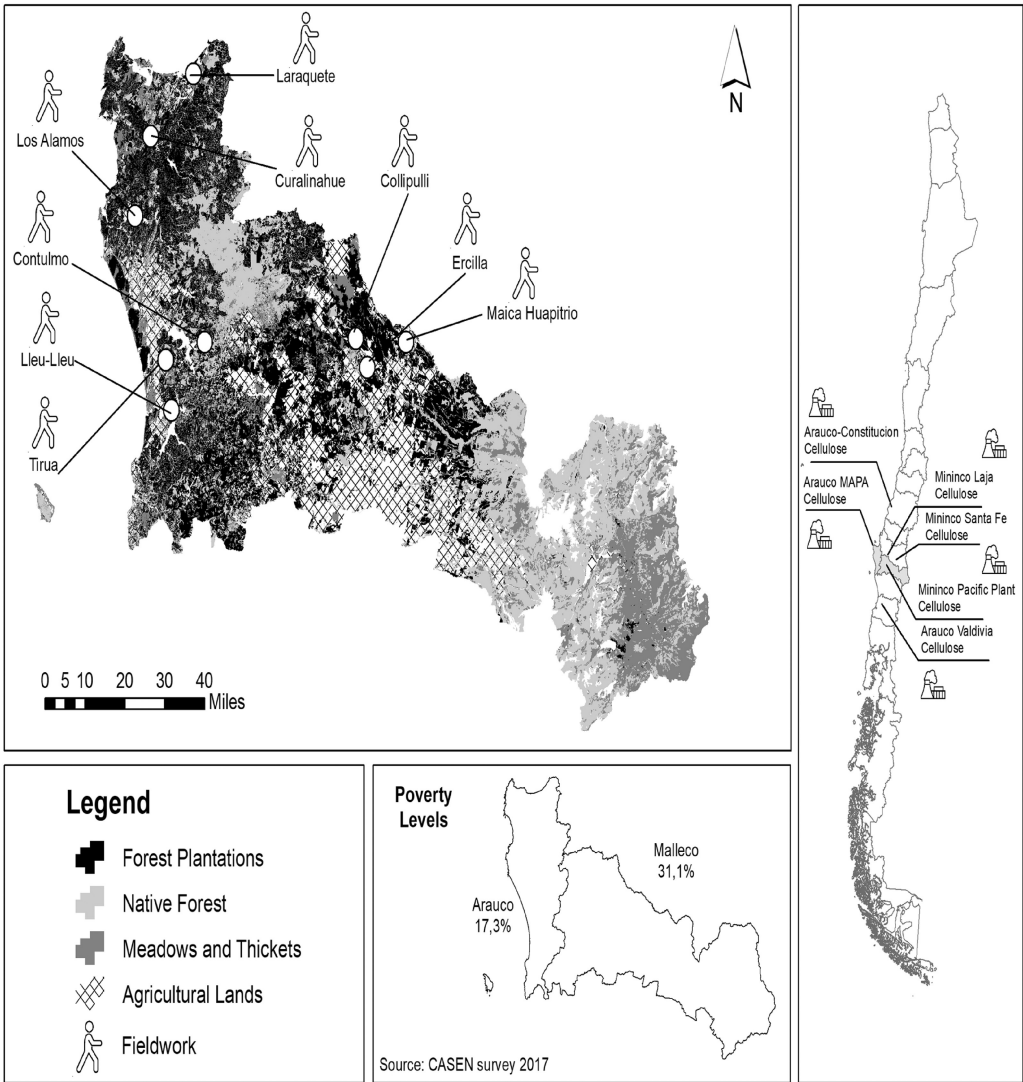 Laraquete
N
Los Alamos
Curalinahue
Collipulli
Contulmo
Ercilla
Maica Huapitrio
Lleu-Lleu
Tirua
0 5 10 20 30 40
Miles
Arauco-Constitucion
Cellulose
Arauco MAPA
Cellulose
Mininco Laja
Cellulose
Mininco Santa Fe
Cellulose
Mininco Pacific Plant
Cellulose
Arauco Valdivia
Cellulose
Legend
Forest Plantations
Native Forest
Meadows and Thickets
Agricultural Lands
Fieldwork
Poverty
Levels
Malleco
31,1%
Arauco
17,3%
Source: CASEN survey 2017